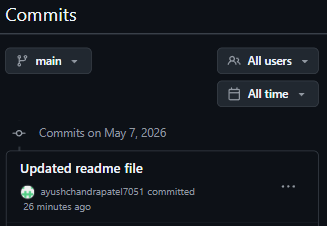 Commits
main
All users
All time
Commits on May 7, 2026
Updated readme file
ayushchandrapatel7051 committed
26 minutes ago